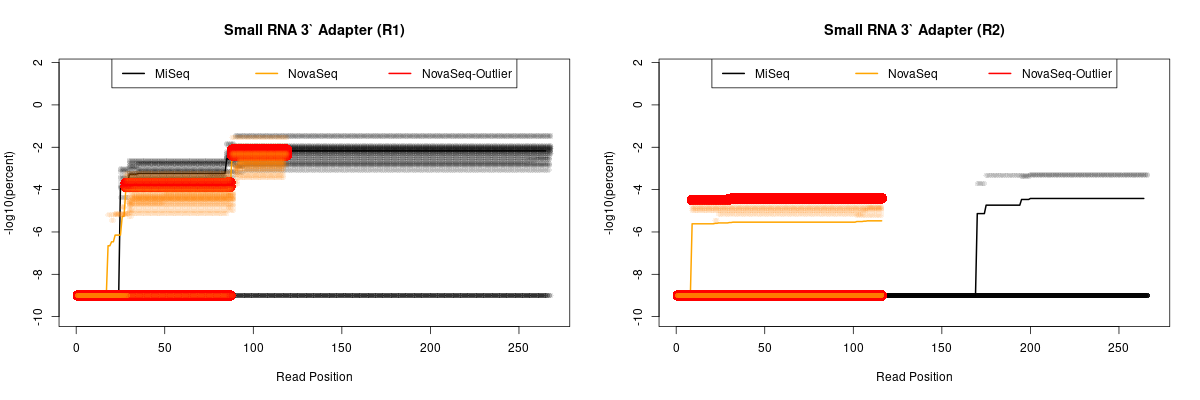 Small RNA 3` Adapter (R1)
MiSeq NovaSeq NovaSeq-Outlier
2
0
-2
-4
-6
-8
-10
-log10(percent)
0 50 100 150 200 250
Read Position
Small RNA 3` Adapter (R2)
MiSeq NovaSeq NovaSeq-Outlier
2
0
-2
-4
-6
-8
-10
-log10(percent)
0 50 100 150 200 250
Read Position